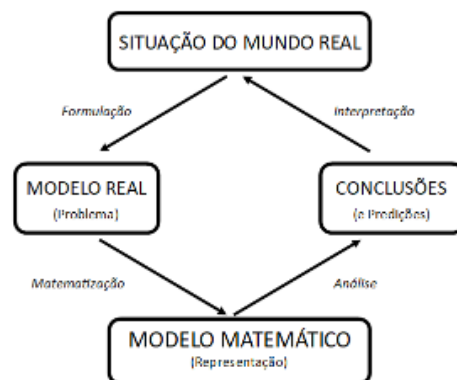 SITUAÇÃO DO MUNDO REAL
Formulação
Interpretação
MODELO REAL
(Problema)
CONCLUSÕES
(e Predições)
Matematização
Análise
MODELO MATEMÁTICO
(Representação)